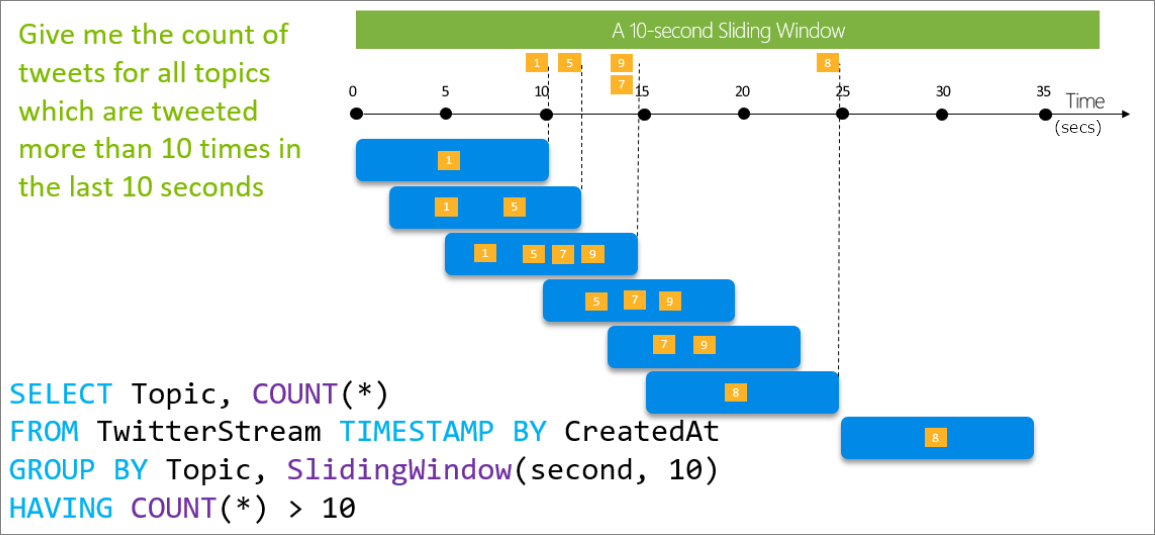 Give me the count of
tweets for all topics
which are tweeted
more than 10 times in
the last 10 seconds
A 10-second Sliding Window
1 5 9 8
7
0 5 10 15 20 25 30 35 Time
(secs)
1
1 5
1 5 7 9
5 7 9
7 9
8
8
SELECT Topic, COUNT(*)
FROM TwitterStream TIMESTAMP BY CreatedAt
GROUP BY Topic, SlidingWindow(second, 10)
HAVING COUNT(*) > 10